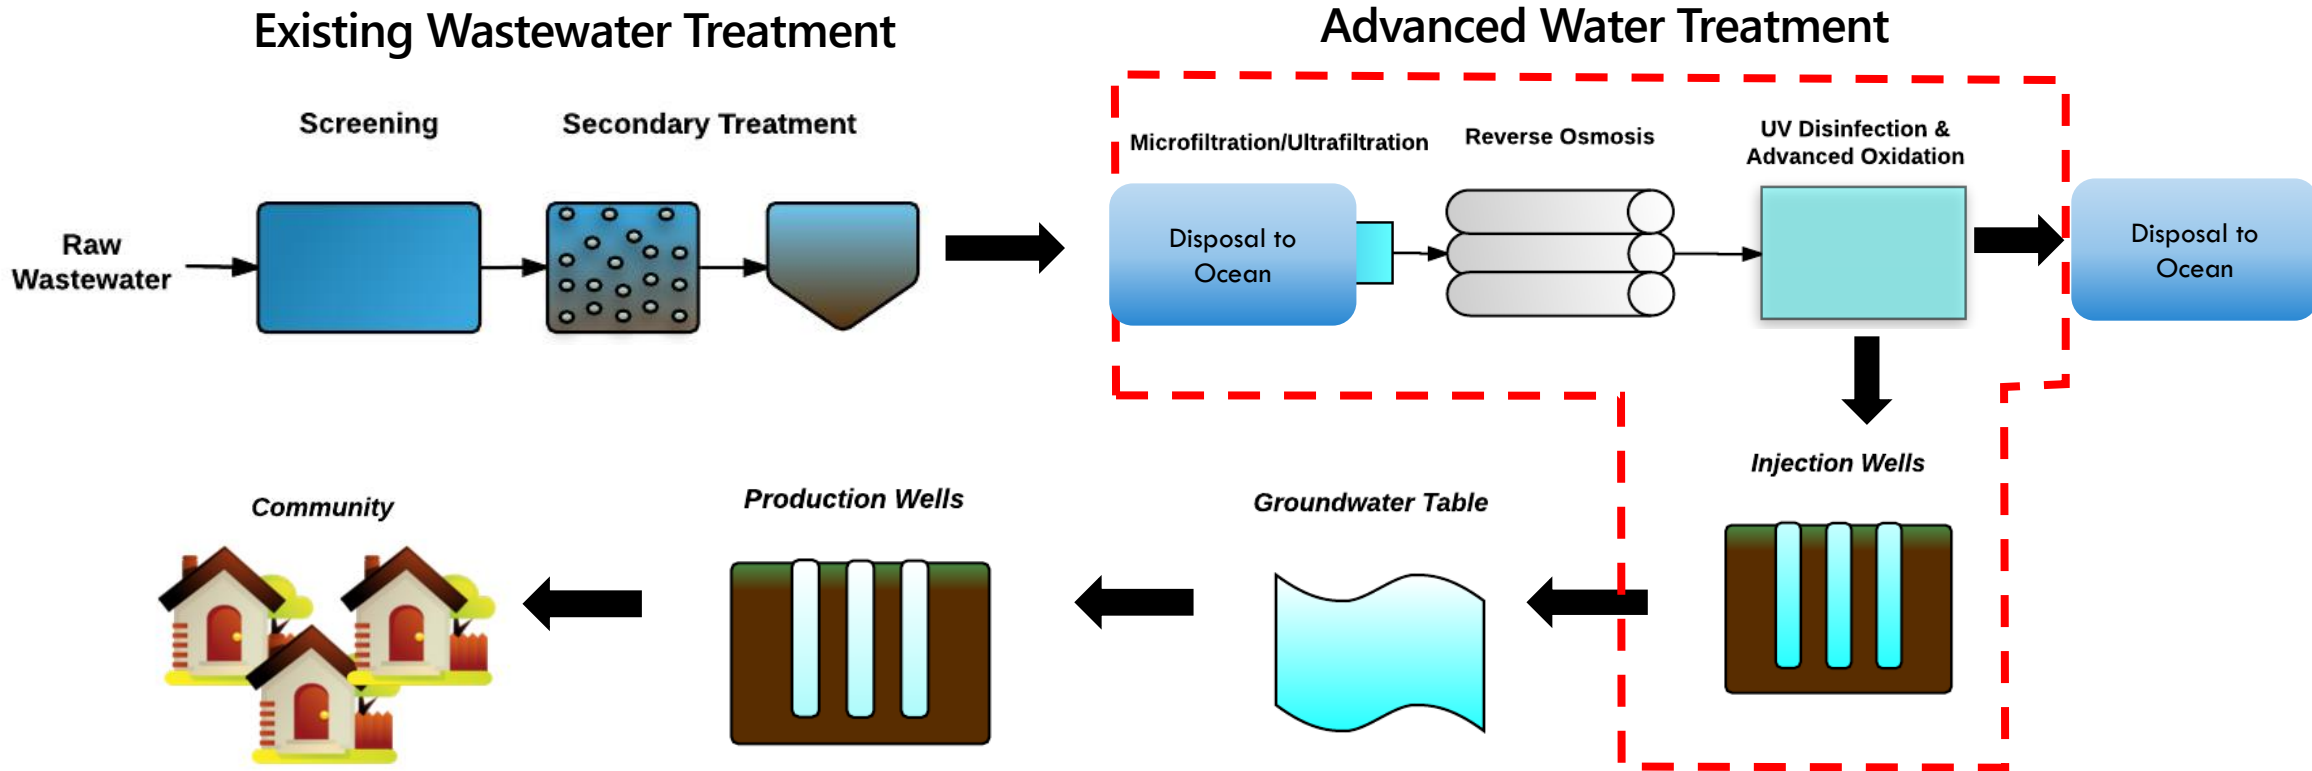 Existing Wastewater Treatment
Advanced Water Treatment
Screening
Secondary Treatment
Microfiltration/Ultrafiltration
Reverse Osmosis
UV Disinfection &
Advanced Oxidation
Raw
Wastewater
Disposal to
Ocean
Disposal to
Ocean
Community
Production Wells
Groundwater Table
Injection Wells